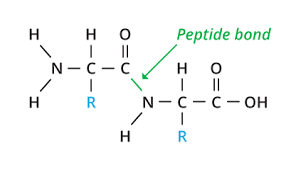 H H O Peptide bond
N C C H O
H R N C C OH
H R